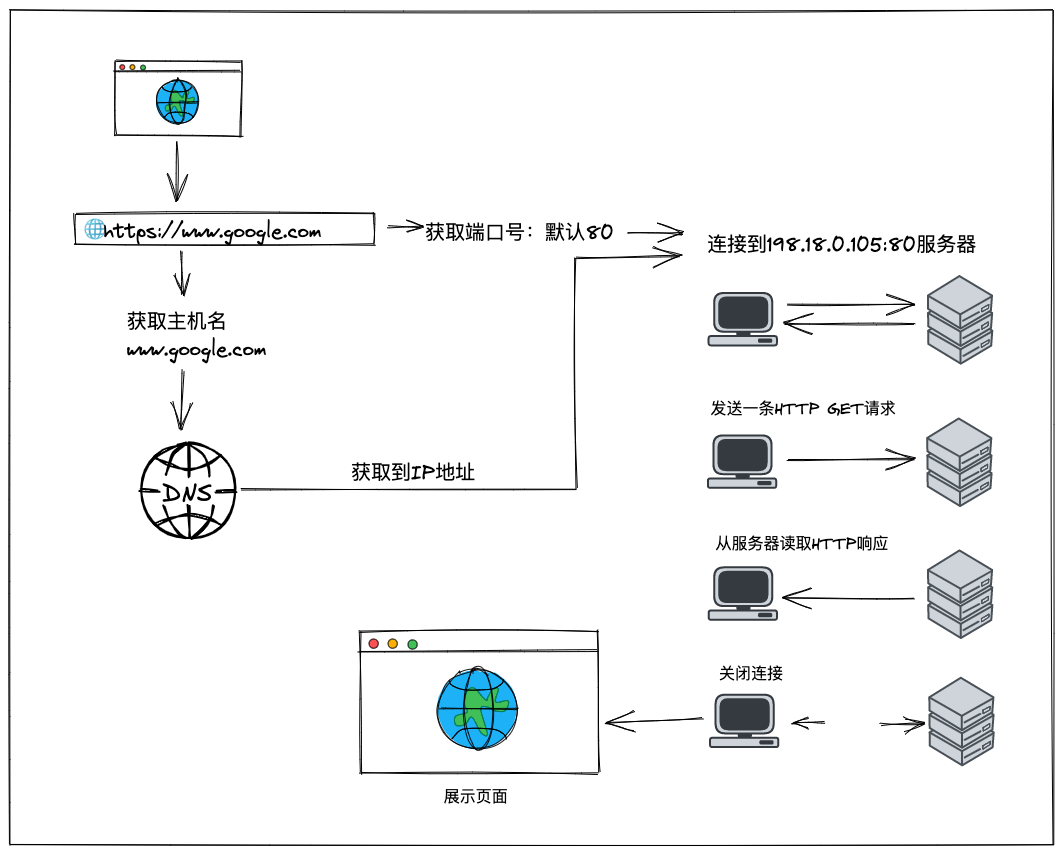 https://www.google.com
获取端口号：默认80
连接到198.18.0.105:80服务器
获取主机名
www.google.com
DNS
获取到IP地址
发送一条HTTP GET请求
从服务器读取HTTP响应
关闭连接
展示页面